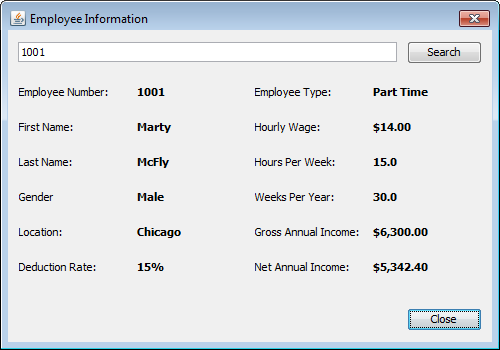 Employee Information
1001 Search
Employee Number: 1001 Employee Type: Part Time
First Name: Marty Hourly Wage: $14.00
Last Name: McFly Hours Per Week: 15.0
Gender Male Weeks Per Year: 30.0
Location: Chicago Gross Annual Income: $6,300.00
Deduction Rate: 15% Net Annual Income: $5,342.40
Close